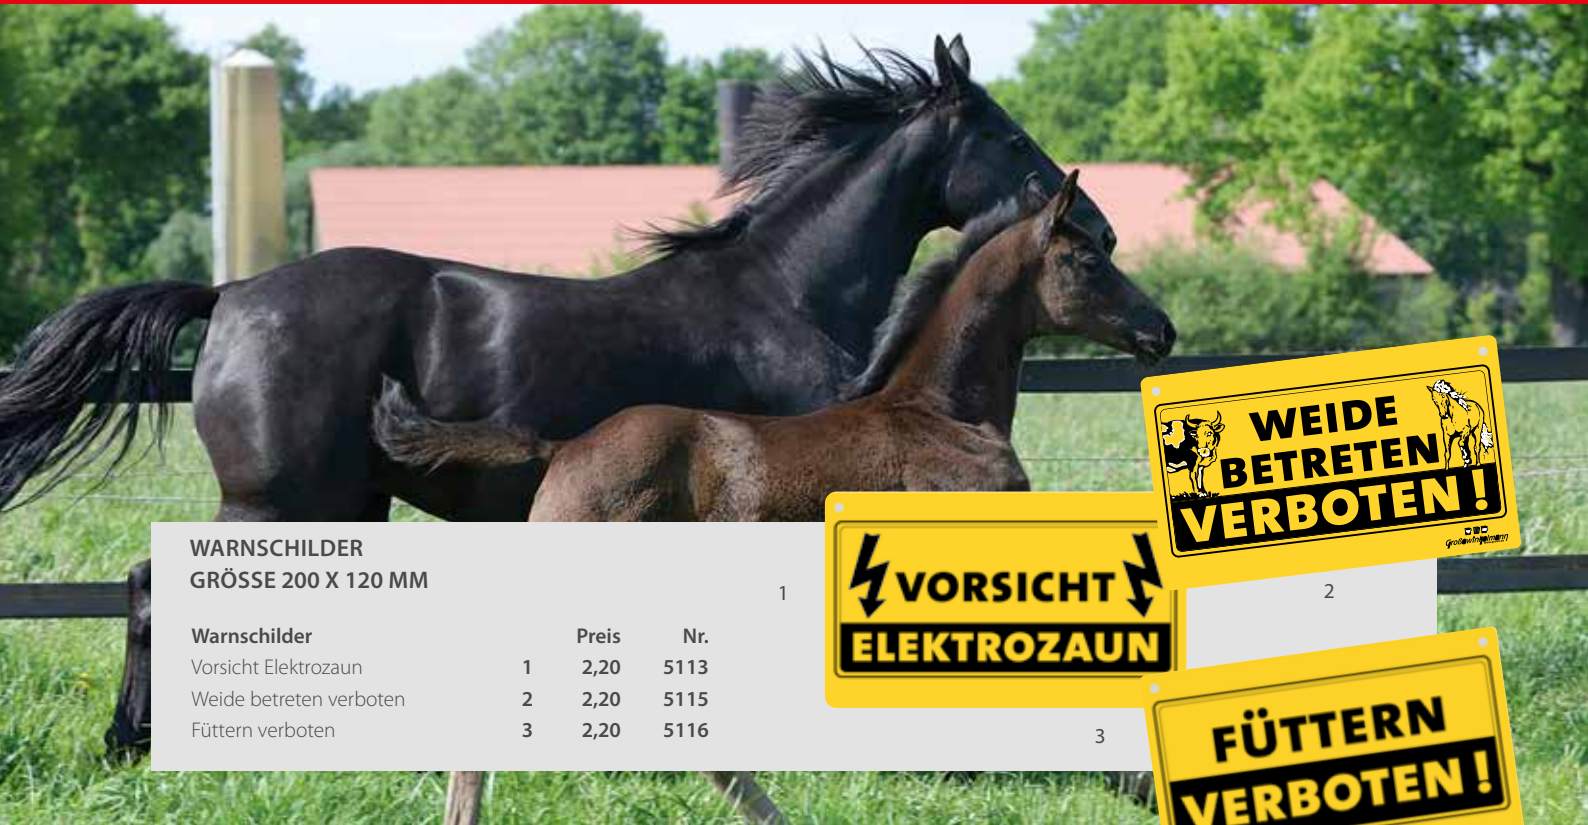 WARNSCHILDER
GRÖSSE 200 X 120 MM
Warnschilder Preis Nr.
Vorsicht Elektrozaun 1 2,20 5113
Weide betreten verboten 2 2,20 5115
Füttern verboten 3 2,20 5116
1
VORSICHT
ELEKTROZAUN
WEIDE
BETRETEN
VERBOTEN!
Großewinkelmann
2
3
FÜTTERN
VERBOTEN!